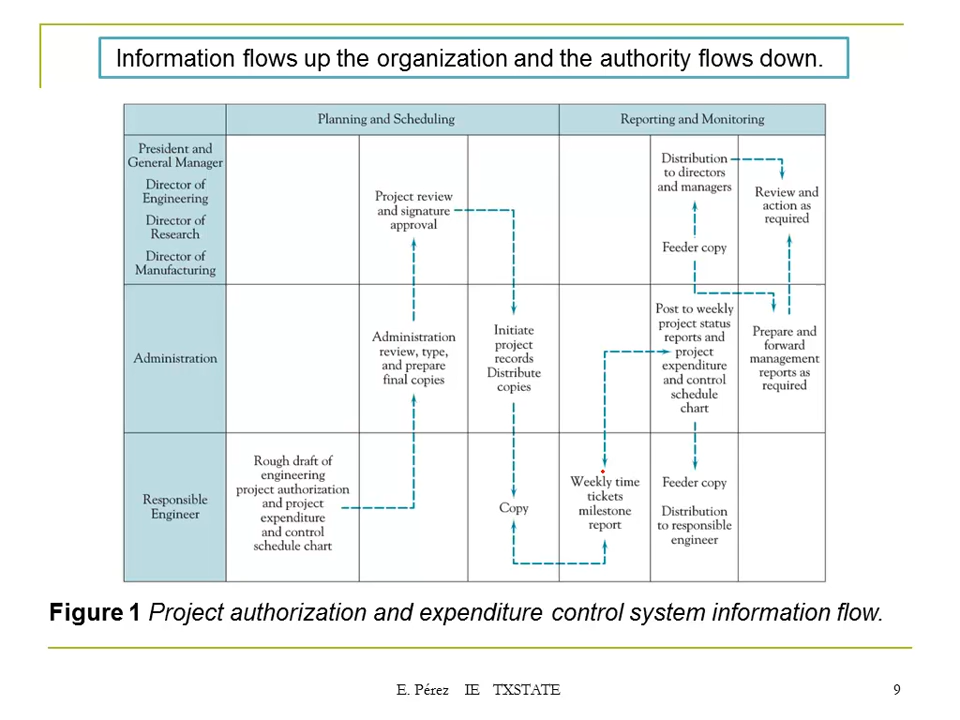 Information flows up the organization and the authority flows down.
Planning and Scheduling
Reporting and Monitoring
President and
General Manager
Director of
Engineering
Director of
Research
Director of
Manufacturing
Project review
and signature
approval
Distribution
to directors
and managers
Feeder copy
Review and
action as
required
Administration
Administration
review, type,
and prepare
final copies
Initiate
project
records
Distribute
copies
Post to weekly
project status
reports and
project
expenditure
and control
schedule
chart
Prepare and
forward
management
reports as
required
Responsible
Engineer
Rough draft of
engineering
project authorization
and project
expenditure
and control
schedule chart
Copy
Weekly time
tickets
milestone
report
Feeder copy
Distribution
to responsible
engineer
Figure 1 Project authorization and expenditure control system information flow.
E. Pérez IE TXSTATE
9